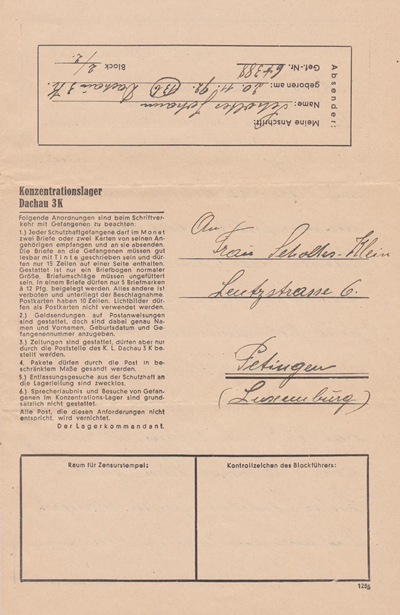 Absender:
Meine Anschrift:
Name: Scholtes Johann
geboren am: 20. 11. 92. Dachau 3 K.
Gef.-Nr. 64388
Block 2/2.
Konzentrationslager
Dachau 3 K
Folgende Anordnungen sind beim Schriftver-
kehr mit Gefangenen zu beachten:
1.) Jeder Schutzhaftgefangene darf im Monat
zwei Briefe oder zwei Karten von seinen An-
gehörigen empfangen und an sie absenden.
Die Briefe an die Gefangenen müssen gut
lesbar mit Tinte geschrieben sein und dür-
fen nur 15 Zeilen auf einer Seite enthalten.
Gestattet ist nur ein Briefbogen normaler
Größe. Briefumschläge müssen ungefüttert
sein. In einem Briefe dürfen nur 5 Briefmarken
à 12 Pfg. beigelegt werden. Alles andere ist
verboten und unterliegt der Beschlagnahme.
Postkarten haben 10 Zeilen. Lichtbilder dür-
fen als Postkarten nicht verwendet werden.
2.) Geldsendungen auf Postanweisungen
sind gestattet, doch sind dabei genau Na-
men und Vornamen, Geburtsdatum und Ge-
fangenennummer anzugeben.
3.) Zeitungen sind gestattet, dürfen aber nur
durch die Poststelle des K. L. Dachau 3 K be-
stellt werden.
4. Pakete dürfen durch die Post in be-
schränktem Maße gesandt werden.
5.) Entlassungsgesuche aus der Schutzhaft an
die Lagerleitung sind zwecklos.
6.) Sprecherlaubnis und Besuche von Gefan-
genen im Konzentrations-Lager sind grund-
sätzlich nicht gestattet.
Alle Post, die diesen Anforderungen nicht
entspricht, wird vernichtet.
Der Lagerkommandant.
An
Frau Scholtes-Klein
Leutzstrasse 6.
Petingen
(Luxemburg)
Raum für Zensurstempel:
Kontrollzeichen des Blockführers: